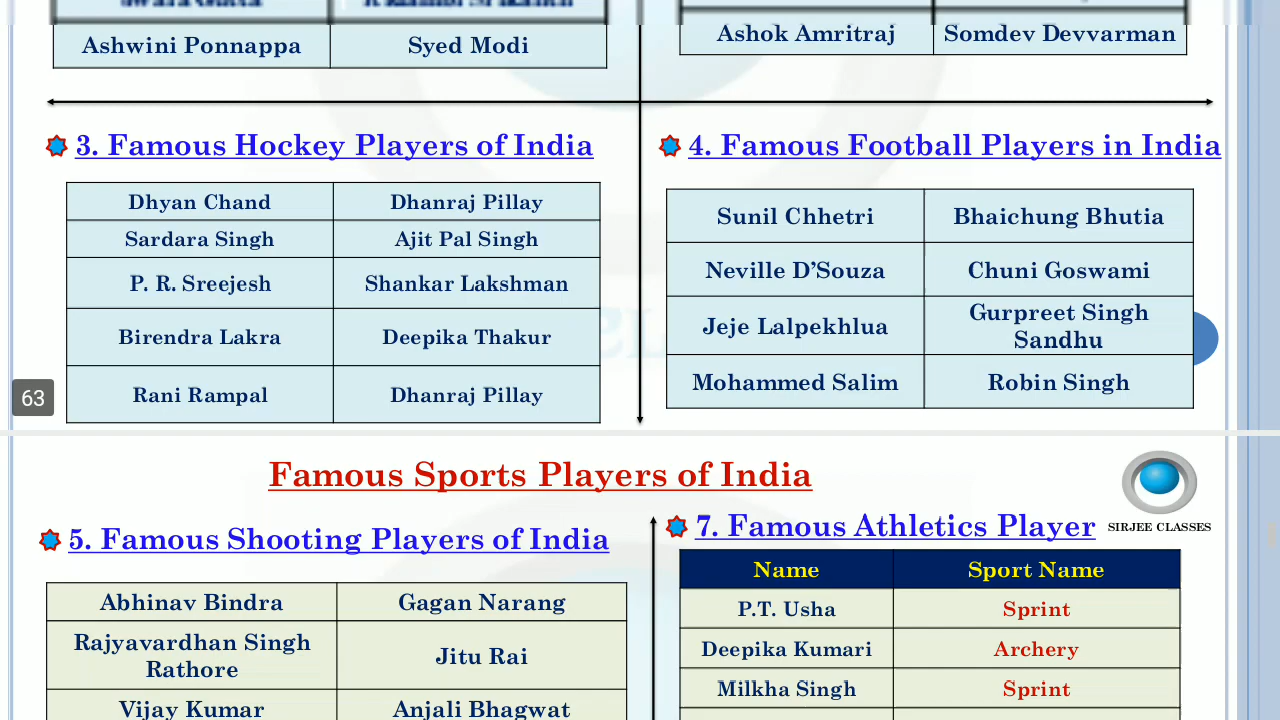 Ashwini Ponnappa
Syed Modi
Ashok Amritraj
Somdev Devvarman
3. Famous Hockey Players of India
Dhyan Chand
Dhanraj Pillay
Sardara Singh
Ajit Pal Singh
P. R. Sreejesh
Shankar Lakshman
Birendra Lakra
Deepika Thakur
Rani Rampal
Dhanraj Pillay
4. Famous Football Players in India
Sunil Chhetri
Bhaichung Bhutia
Neville D’Souza
Chuni Goswami
Jeje Lalpekhlua
Gurpreet Singh
Sandhu
Mohammed Salim
Robin Singh
63
Famous Sports Players of India
SIRJEE CLASSES
5. Famous Shooting Players of India
Abhinav Bindra
Gagan Narang
Rajyavardhan Singh
Rathore
Jitu Rai
Vijay Kumar
Anjali Bhagwat
7. Famous Athletics Player
Name
Sport Name
P.T. Usha
Sprint
Deepika Kumari
Archery
Milkha Singh
Sprint